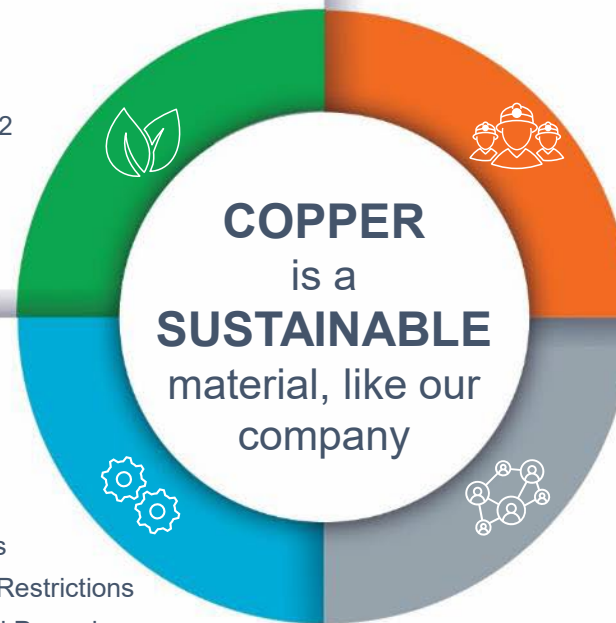 2
COPPER
is a
SUSTAINABLE
material, like our
company
s
Restrictions